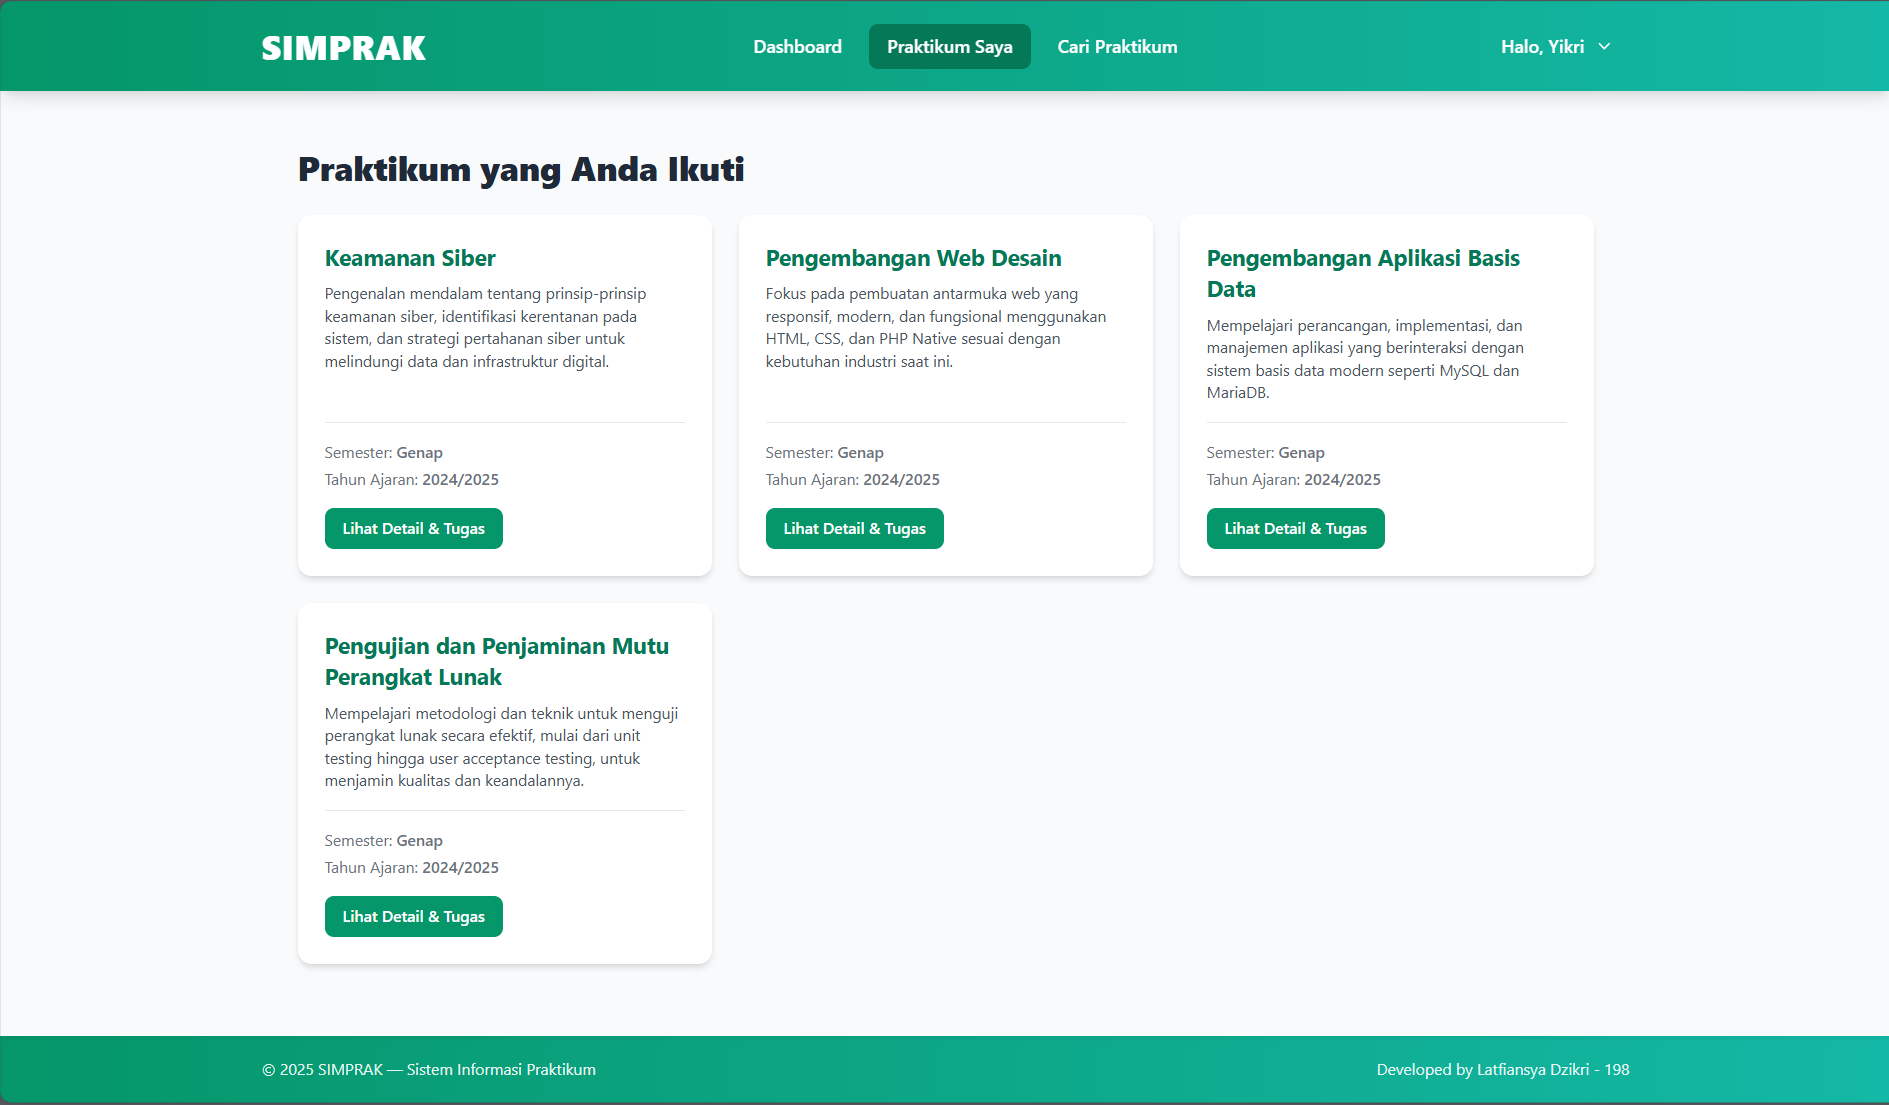 SIMPRAK
Dashboard
Praktikum Saya
Cari Praktikum
Halo, Yikri
Praktikum yang Anda Ikuti
Keamanan Siber
Pengenalan mendalam tentang prinsip-prinsip
keamanan siber, identifikasi kerentanan pada
sistem, dan strategi pertahanan siber untuk
melindungi data dan infrastruktur digital.
Semester: Genap
Tahun Ajaran: 2024/2025
Lihat Detail & Tugas
Pengembangan Web Desain
Fokus pada pembuatan antarmuka web yang
responsif, modern, dan fungsional menggunakan
HTML, CSS, dan PHP Native sesuai dengan
kebutuhan industri saat ini.
Semester: Genap
Tahun Ajaran: 2024/2025
Lihat Detail & Tugas
Pengembangan Aplikasi Basis
Data
Mempelajari perancangan, implementasi, dan
manajemen aplikasi yang berinteraksi dengan
sistem basis data modern seperti MySQL dan
MariaDB.
Semester: Genap
Tahun Ajaran: 2024/2025
Lihat Detail & Tugas
Pengujian dan Penjaminan Mutu
Perangkat Lunak
Mempelajari metodologi dan teknik untuk menguji
perangkat lunak secara efektif, mulai dari unit
testing hingga user acceptance testing, untuk
menjamin kualitas dan keandalannya.
Semester: Genap
Tahun Ajaran: 2024/2025
Lihat Detail & Tugas
© 2025 SIMPRAK — Sistem Informasi Praktikum
Developed by Latfiansya Dzikri - 198